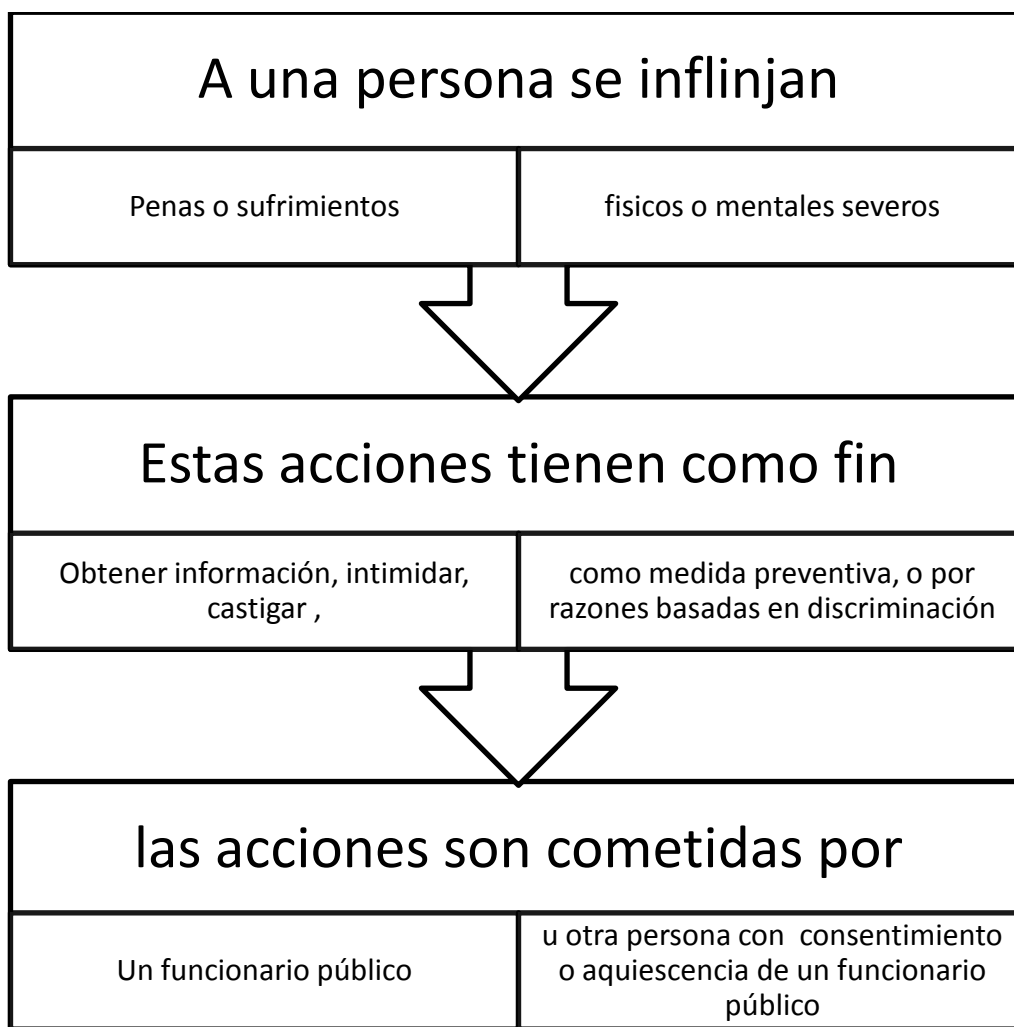 A una persona se inflinjan
Penas o sufrimientos
fisicos o mentales severos
Estas acciones tienen como fin
Obtener información, intimidar,
castigar ,
como medida preventiva, o por
razones basadas en discriminación
las acciones son cometidas por
Un funcionario público
u otra persona con  consentimiento
o aquiescencia de un funcionario
público